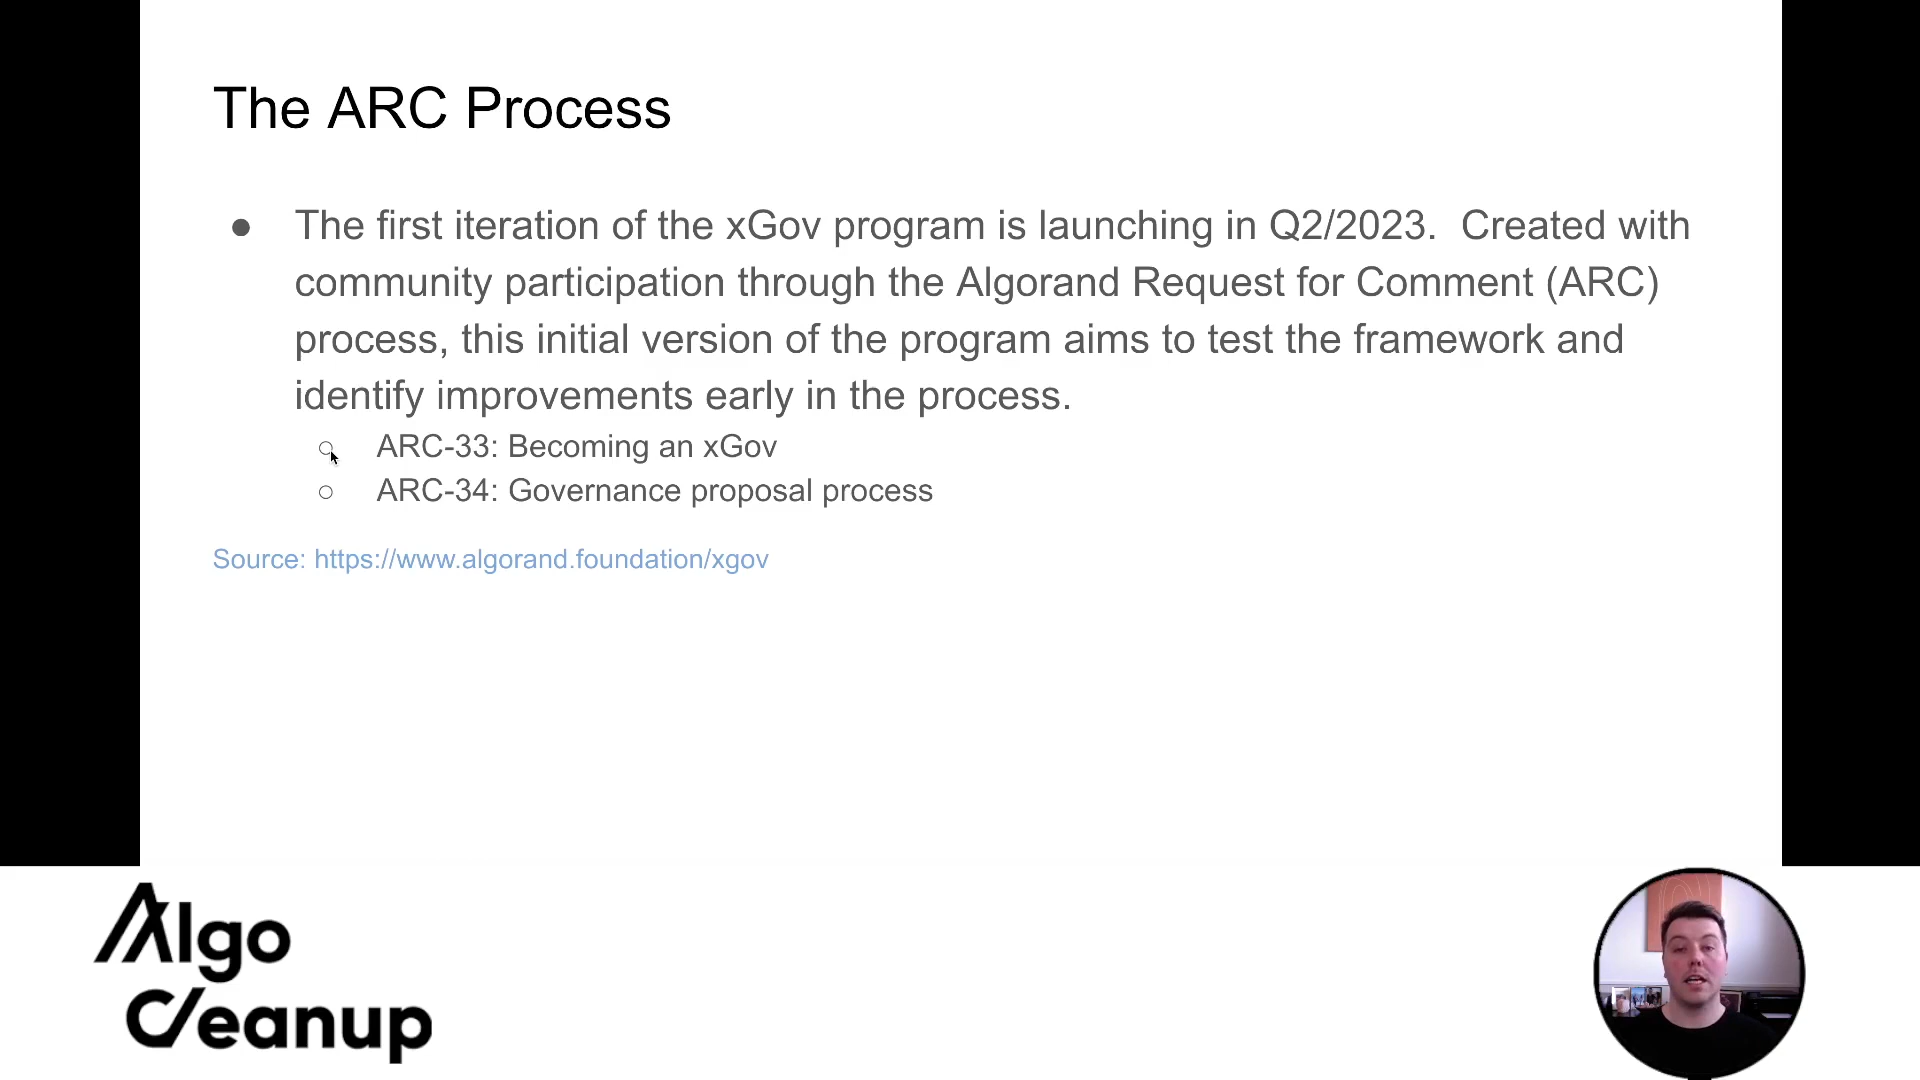 The ARC Process
● The first iteration of the xGov program is launching in Q2/2023.  Created with
community participation through the Algorand Request for Comment (ARC)
process, this initial version of the program aims to test the framework and
identify improvements early in the process.
○ ARC-33: Becoming an xGov
○ ARC-34: Governance proposal process
Source: https://www.algorand.foundation/xgov
Algo
Cleanup